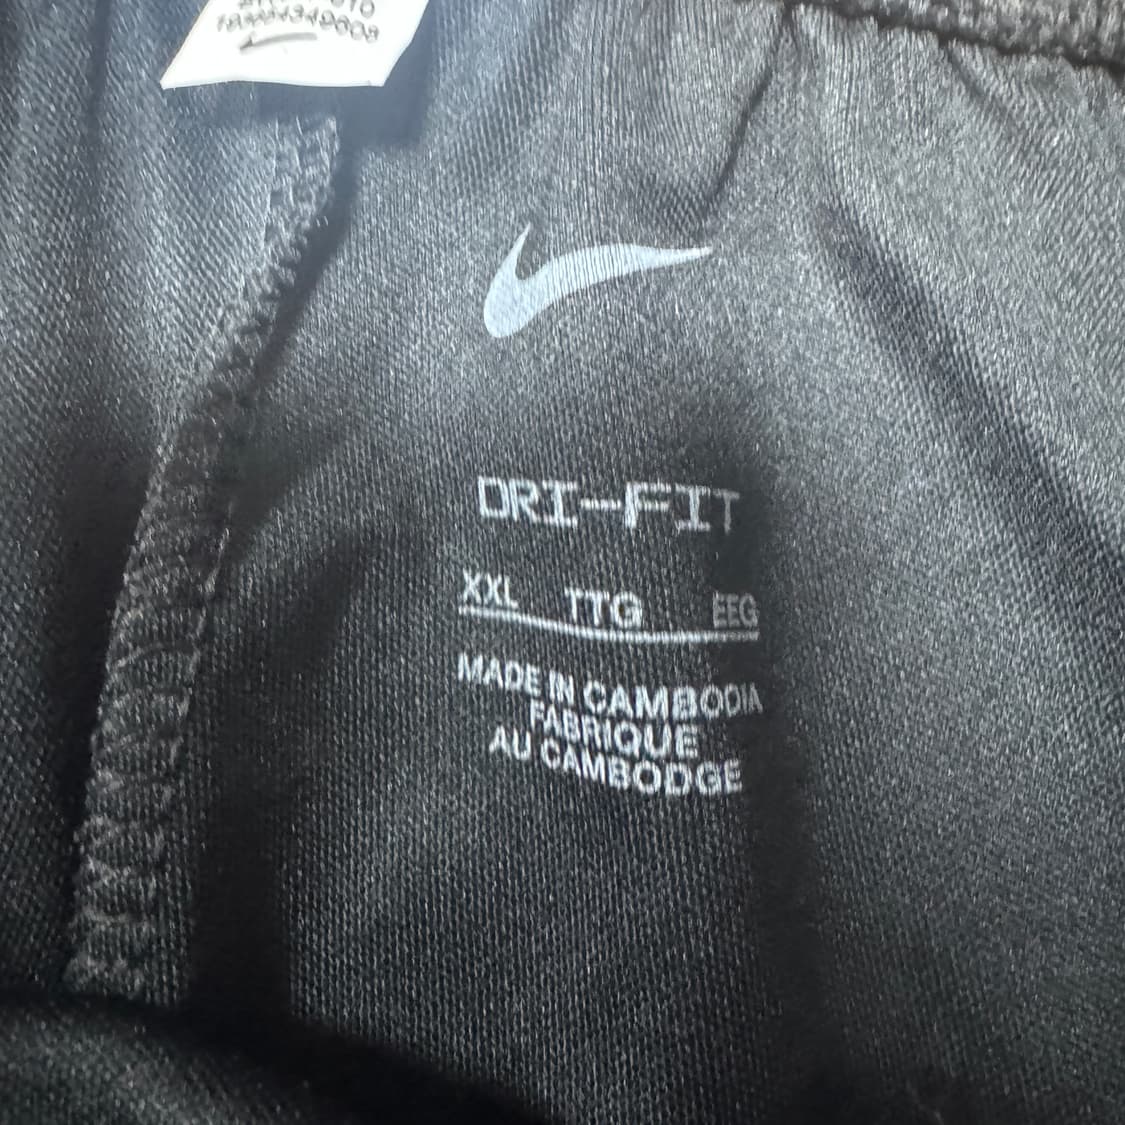 DRI-FIT
XXL TTG EEG
MADE IN CAMBODIA
FABRIQUE
AU CAMBODGE